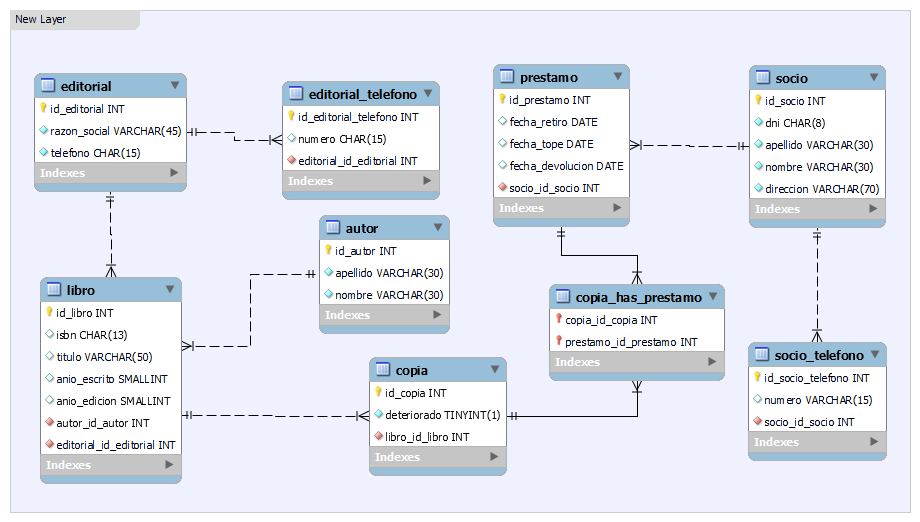 New Layer
editorial
id_editorial INT
razon_social VARCHAR(45)
telefono CHAR(15)
Indexes
editorial_telefono
id_editorial_telefono INT
numero CHAR(15)
editorial_id_editorial INT
Indexes
prestamo
id_prestamo INT
fecha_retiro DATE
fecha_tope DATE
fecha_devolucion DATE
socio_id_socio INT
Indexes
socio
id_socio INT
dni CHAR(8)
apellido VARCHAR(30)
nombre VARCHAR(30)
direccion VARCHAR(70)
Indexes
autor
id_autor INT
apellido VARCHAR(30)
nombre VARCHAR(30)
Indexes
libro
id_libro INT
isbn CHAR(13)
titulo VARCHAR(50)
anio_escrito SMALLINT
anio_edicion SMALLINT
autor_id_autor INT
editorial_id_editorial INT
Indexes
copia_has_prestamo
copia_id_copia INT
prestamo_id_prestamo INT
Indexes
copia
id_copia INT
deteriorado TINYINT(1)
libro_id_libro INT
Indexes
socio_telefono
id_socio_telefono INT
numero VARCHAR(15)
socio_id_socio INT
Indexes